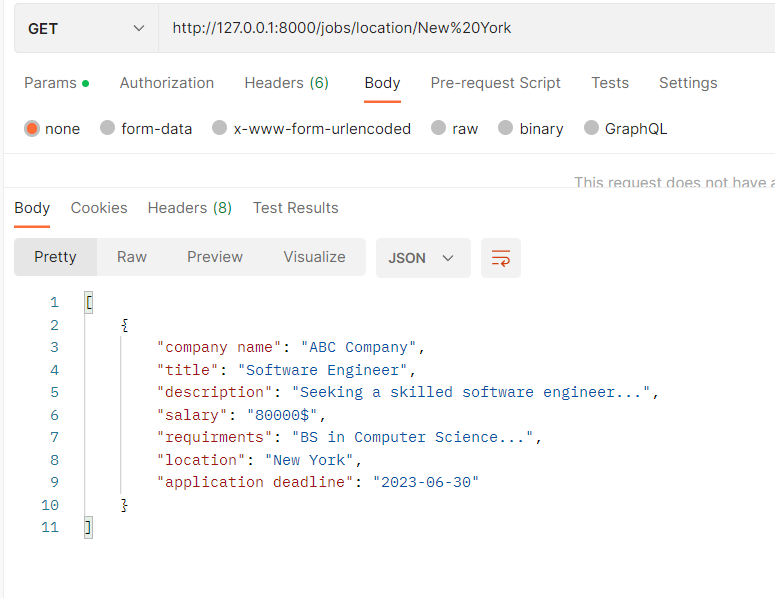 GET http://127.0.0.1:8000/jobs/location/New%20York
Params Authorization Headers (6) Body Pre-request Script Tests Settings
none form-data x-www-form-urlencoded raw binary GraphQL
This request does not have a
Body Cookies Headers (8) Test Results
Pretty Raw Preview Visualize JSON
1 [
2 {
3 "company name": "ABC Company",
4 "title": "Software Engineer",
5 "description": "Seeking a skilled software engineer...",
6 "salary": "80000$",
7 "requirments": "BS in Computer Science...",
8 "location": "New York",
9 "application deadline": "2023-06-30"
10 }
11 ]